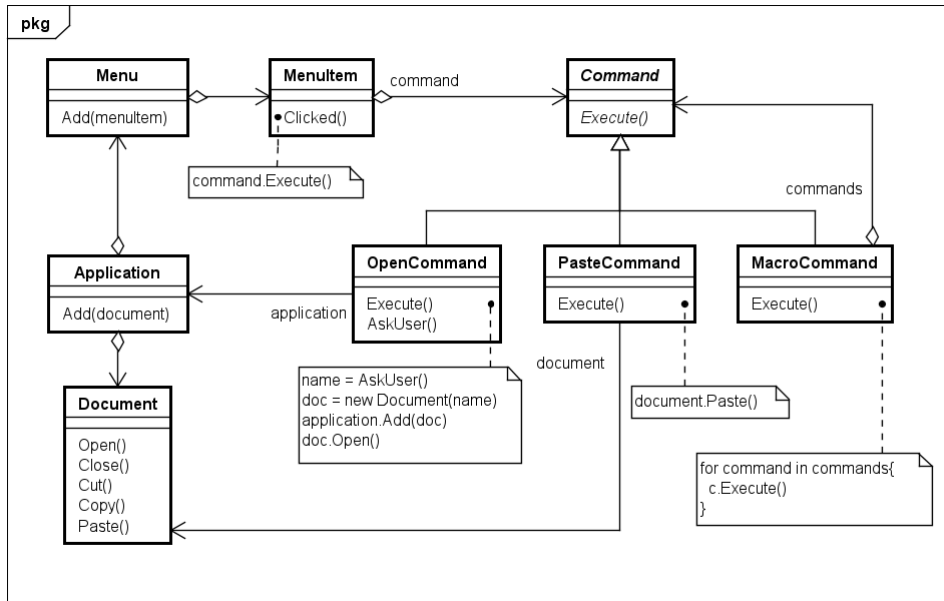 pkg
Menu
Add(menuItem)
MenuItem
Clicked()
command
Command
Execute()
command.Execute()
commands
Application
Add(document)
application
OpenCommand
Execute()
AskUser()
PasteCommand
Execute()
MacroCommand
Execute()
document
name = AskUser()
doc = new Document(name)
application.Add(doc)
doc.Open()
document.Paste()
Document
Open()
Close()
Cut()
Copy()
Paste()
for command in commands{
c.Execute()
}